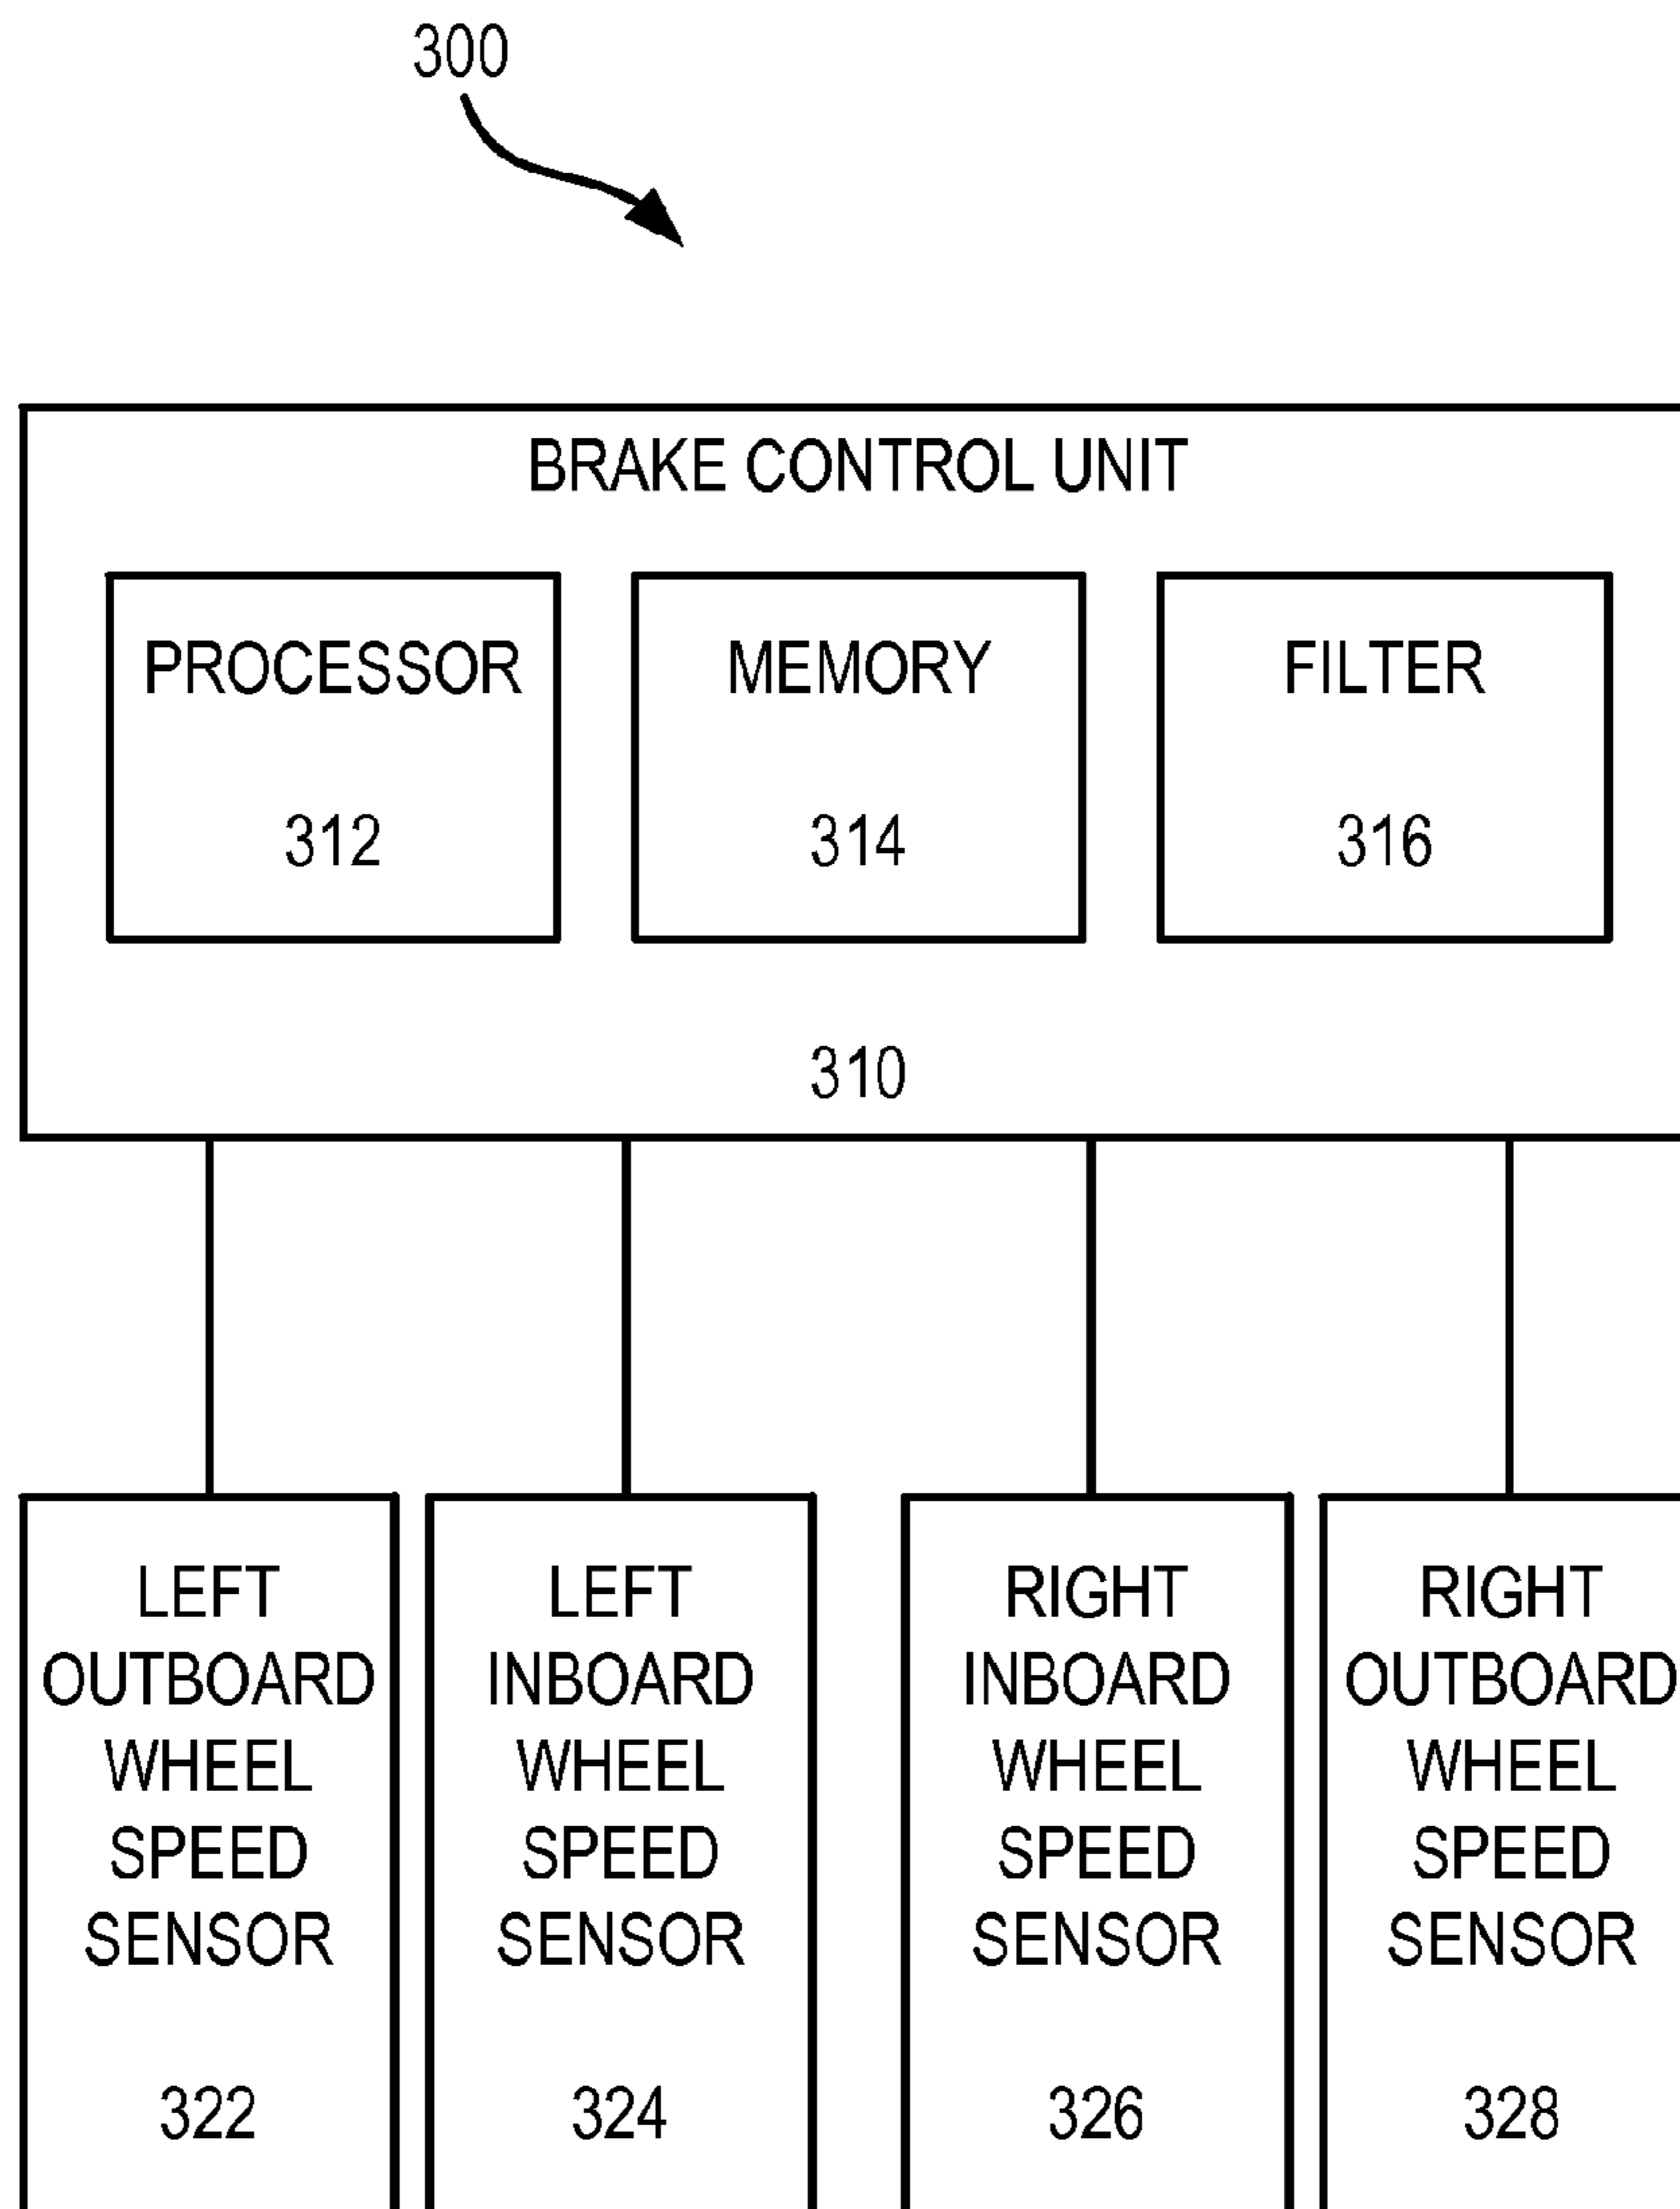 300
BRAKE CONTROL UNIT
PROCESSOR
312
MEMORY
314
FILTER
316
310
LEFT
OUTBOARD
WHEEL
SPEED
SENSOR
322
LEFT
INBOARD
WHEEL
SPEED
SENSOR
324
RIGHT
INBOARD
WHEEL
SPEED
SENSOR
326
RIGHT
OUTBOARD
WHEEL
SPEED
SENSOR
328